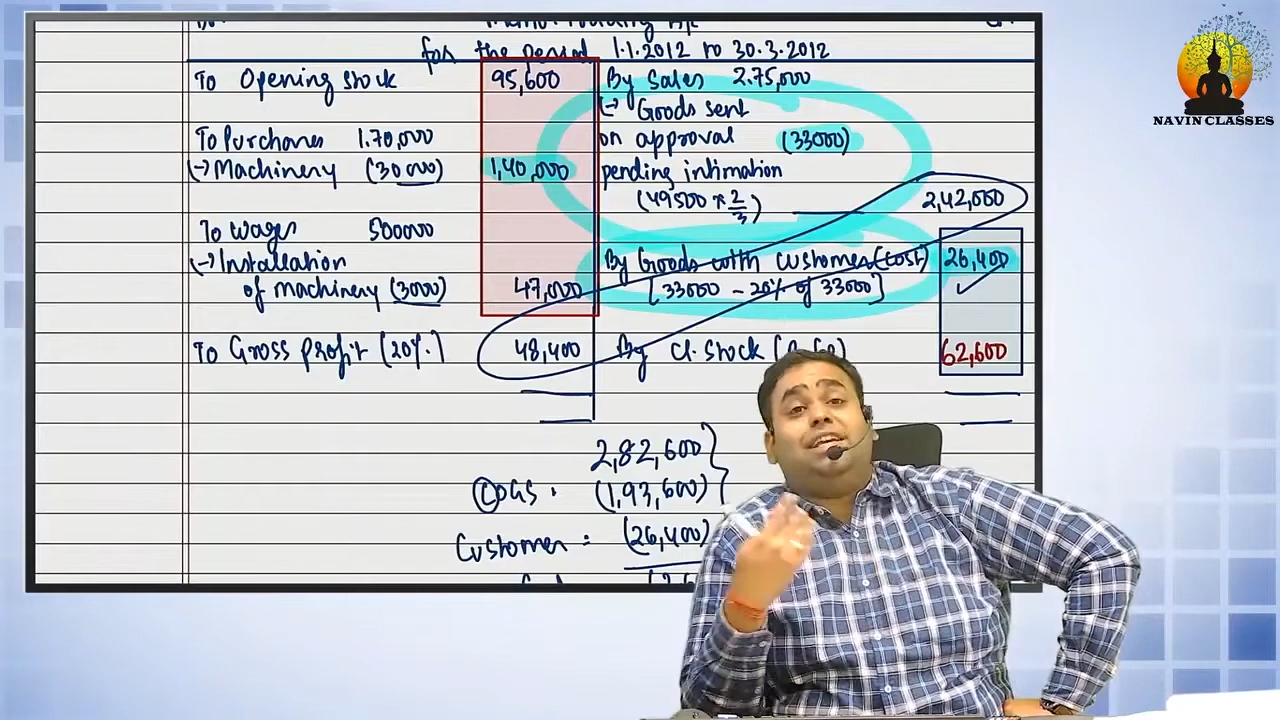 for the period 1.1.2012 to 30.3.2012
To Opening stock 95,600
To Purchases 1.70,000
(-) Machinery (30000) 1,40,000
To wages 50000
(-) Installation
of machinery (3000) 47,000
To Gross profit (20%) 48,400
By Sales 2.75,000
(-) Goods sent
on approval (33000)
pending intimation
(49500 × 2/3) 2,42,000
By Goods with customer (cost) 26,400
[33000 - 20% of 33000]
By Cl. Stock 62,600
2,82,600
COGS. (1,93,600)
Customer = (26,400)
NAVIN CLASSES